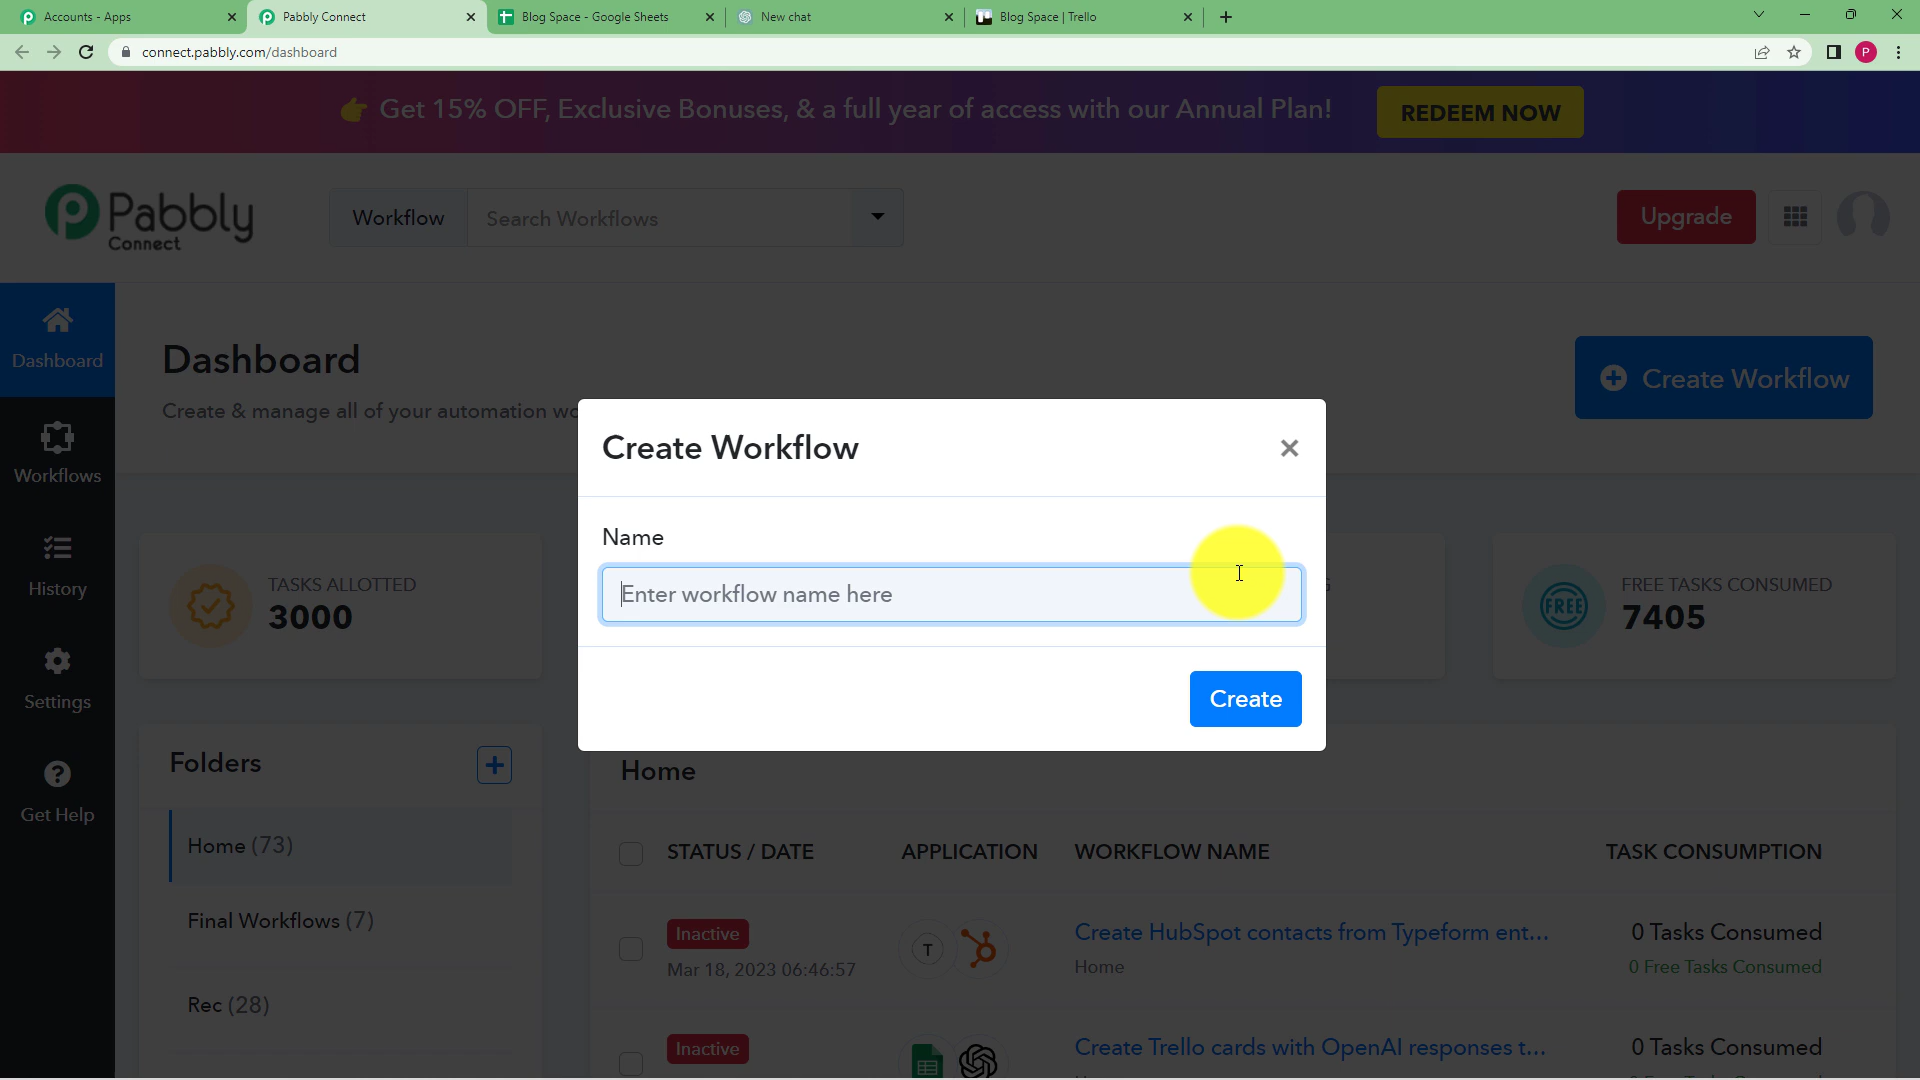 Accounts - Apps
Pabbly Connect
Blog Space - Google Sheets
New chat
Blog Space | Trello
connect.pabbly.com/dashboard
P
👉 Get 15% OFF, Exclusive Bonuses, & a full year of access with our Annual Plan!
REDEEM NOW
Pabbly
Connect
Workflow
Search Workflows
Upgrade
Dashboard
Workflows
History
Settings
Get Help
Dashboard
Create & manage all of your automation
Create Workflow
Create Workflow
×
Name
Enter workflow name here
Create
TASKS ALLOTTED
3000
FREE
FREE TASKS CONSUMED
7405
Folders
+
Home (73)
Final Workflows (7)
Rec (28)
Home
STATUS / DATE
APPLICATION
WORKFLOW NAME
TASK CONSUMPTION
Inactive
Mar 18, 2023 06:46:57
T
Create HubSpot contacts from Typeform ent...
Home
0 Tasks Consumed
0 Free Tasks Consumed
Inactive
Create Trello cards with OpenAI responses t...
0 Tasks Consumed